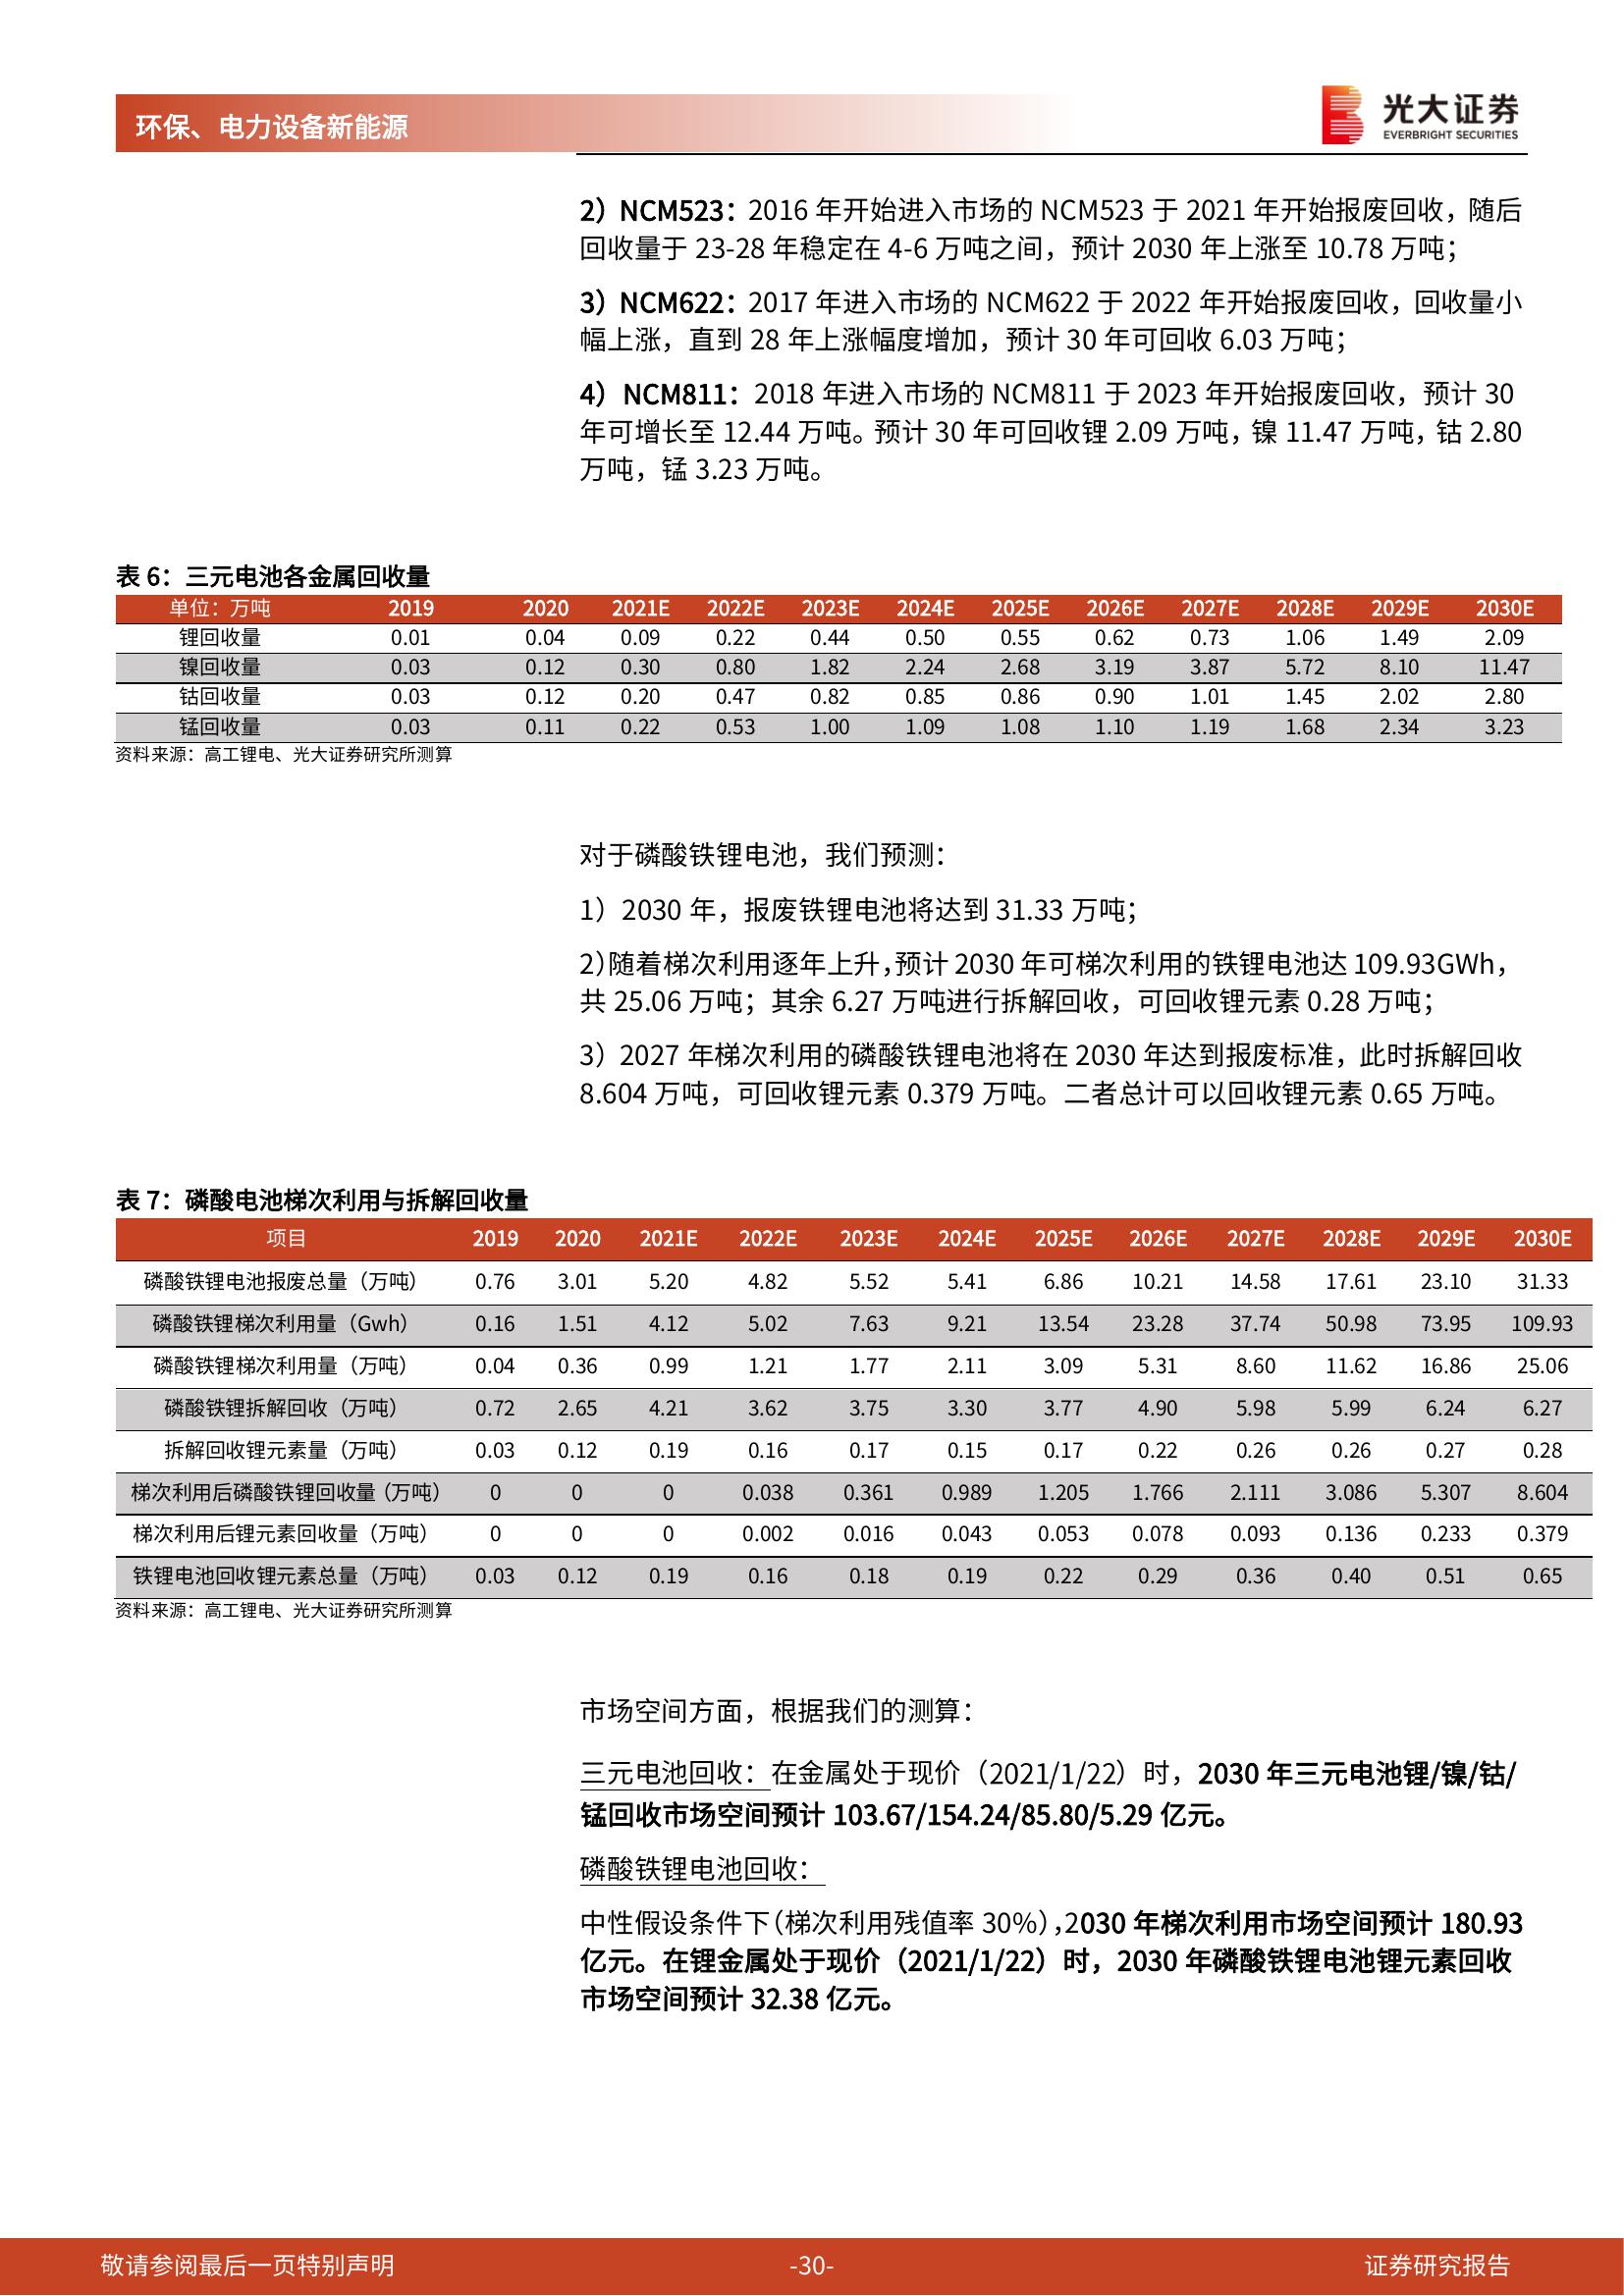 环保、电力设备新能源
光大证券
EVERBRIGHT SECURITIES
2）NCM523：2016 年开始进入市场的 NCM523 于 2021 年开始报废回收，随后
回收量于 23-28 年稳定在 4-6 万吨之间，预计 2030 年上涨至 10.78 万吨；
3）NCM622：2017 年进入市场的 NCM622 于 2022 年开始报废回收，回收量小
幅上涨，直到 28 年上涨幅度增加，预计 30 年可回收 6.03 万吨；
4）NCM811：2018 年进入市场的 NCM811 于 2023 年开始报废回收，预计 30
年可增长至 12.44 万吨。预计 30 年可回收锂 2.09 万吨，镍 11.47 万吨，钴 2.80
万吨，锰 3.23 万吨。
表 6：三元电池各金属回收量
单位：万吨 2019 2020 2021E 2022E 2023E 2024E 2025E 2026E 2027E 2028E 2029E 2030E
锂回收量 0.01 0.04 0.09 0.22 0.44 0.50 0.55 0.62 0.73 1.06 1.49 2.09
镍回收量 0.03 0.12 0.30 0.80 1.82 2.24 2.68 3.19 3.87 5.72 8.10 11.47
钴回收量 0.03 0.12 0.20 0.47 0.82 0.85 0.86 0.90 1.01 1.45 2.02 2.80
锰回收量 0.03 0.11 0.22 0.53 1.00 1.09 1.08 1.10 1.19 1.68 2.34 3.23
资料来源：高工锂电、光大证券研究所测算
对于磷酸铁锂电池，我们预测：
1）2030 年，报废铁锂电池将达到 31.33 万吨；
2）随着梯次利用逐年上升，预计 2030 年可梯次利用的铁锂电池达 109.93GWh，
共 25.06 万吨；其余 6.27 万吨进行拆解回收，可回收锂元素 0.28 万吨；
3）2027 年梯次利用的磷酸铁锂电池将在 2030 年达到报废标准，此时拆解回收
8.604 万吨，可回收锂元素 0.379 万吨。二者总计可以回收锂元素 0.65 万吨。
表 7：磷酸电池梯次利用与拆解回收量
项目 2019 2020 2021E 2022E 2023E 2024E 2025E 2026E 2027E 2028E 2029E 2030E
磷酸铁锂电池报废总量（万吨） 0.76 3.01 5.20 4.82 5.52 5.41 6.86 10.21 14.58 17.61 23.10 31.33
磷酸铁锂梯次利用量（Gwh） 0.16 1.51 4.12 5.02 7.63 9.21 13.54 23.28 37.74 50.98 73.95 109.93
磷酸铁锂梯次利用量（万吨） 0.04 0.36 0.99 1.21 1.77 2.11 3.09 5.31 8.60 11.62 16.86 25.06
磷酸铁锂拆解回收（万吨） 0.72 2.65 4.21 3.62 3.75 3.30 3.77 4.90 5.98 5.99 6.24 6.27
拆解回收锂元素量（万吨） 0.03 0.12 0.19 0.16 0.17 0.15 0.17 0.22 0.26 0.26 0.27 0.28
梯次利用后磷酸铁锂回收量（万吨） 0 0 0 0.038 0.361 0.989 1.205 1.766 2.111 3.086 5.307 8.604
梯次利用后锂元素回收量（万吨） 0 0 0 0.002 0.016 0.043 0.053 0.078 0.093 0.136 0.233 0.379
铁锂电池回收锂元素总量（万吨） 0.03 0.12 0.19 0.16 0.18 0.19 0.22 0.29 0.36 0.40 0.51 0.65
资料来源：高工锂电、光大证券研究所测算
市场空间方面，根据我们的测算：
三元电池回收：在金属处于现价（2021/1/22）时，2030 年三元电池锂/镍/钴/
锰回收市场空间预计 103.67/154.24/85.80/5.29 亿元。
磷酸铁锂电池回收：
中性假设条件下（梯次利用残值率 30%），2030 年梯次利用市场空间预计 180.93
亿元。在锂金属处于现价（2021/1/22）时，2030 年磷酸铁锂电池锂元素回收
市场空间预计 32.38 亿元。
敬请参阅最后一页特别声明 -30- 证券研究报告